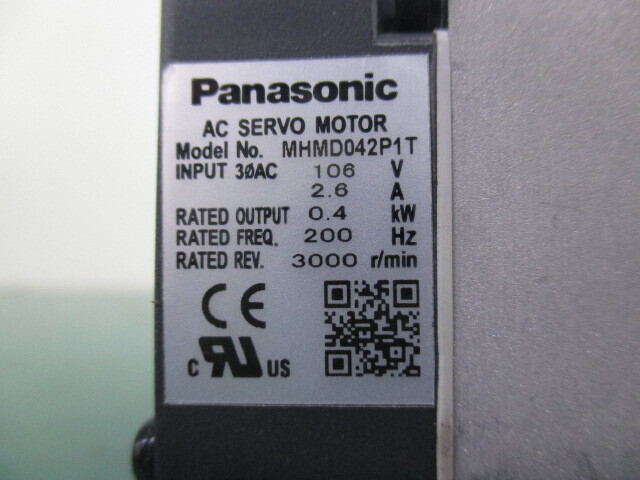 Panasonic
AC SERVO MOTOR
Model No. MHMD042P1T
INPUT 3ØAC 106 V
2.6 A
RATED OUTPUT 0.4 kW
RATED FREQ. 200 Hz
RATED REV. 3000 r/min
CE
c RU US